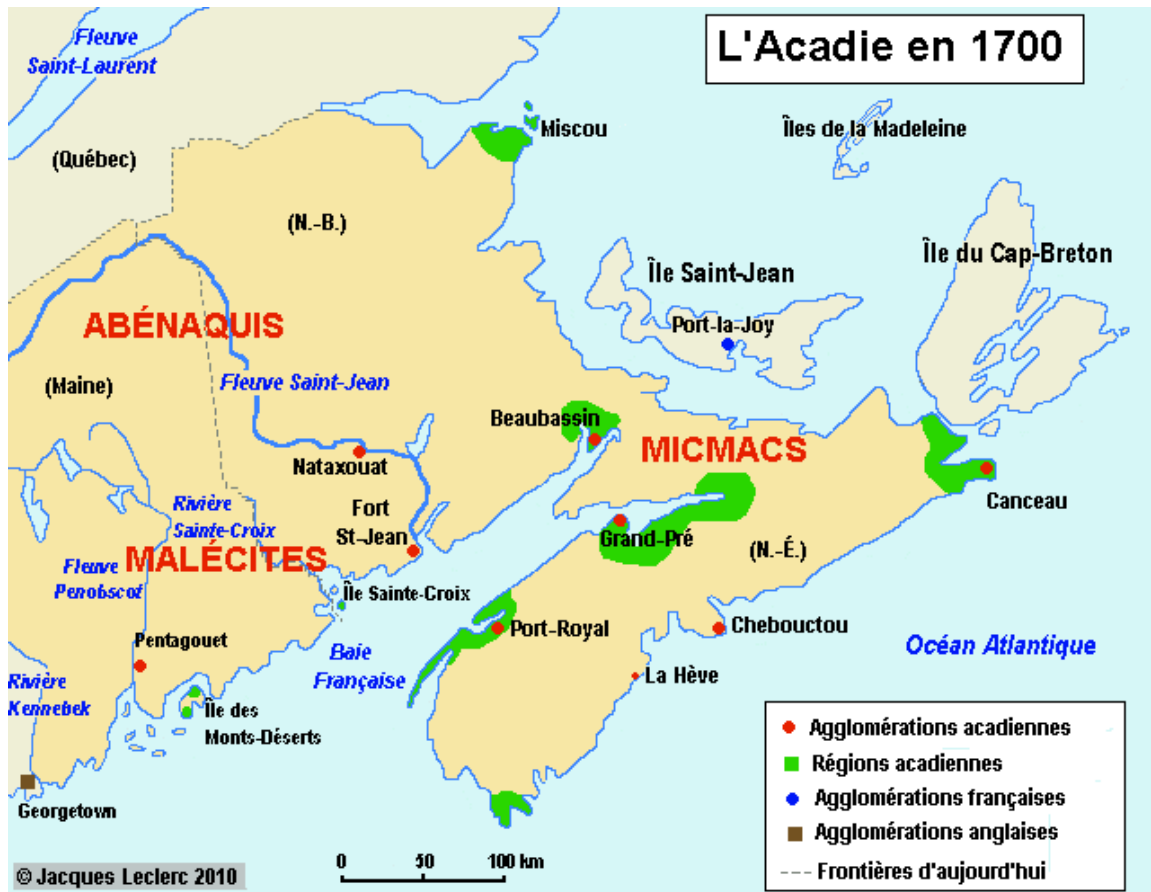 L'Acadie en 1700
Fleuve
Saint-Laurent
Miscou
Îles de la Madeleine
(Québec)
(N.-B.)
Île du Cap-Breton
Île Saint-Jean
Port-la-Joy
ABÉNAQUIS
(Maine)
Fleuve Saint-Jean
Beaubassin
MICMACS
Nataxouat
Canceau
Rivière
Sainte-Croix
Fort
St-Jean
Grand-Pré
(N.-É.)
MALÉCITES
Fleuve
Penobscot
Île Sainte-Croix
Port-Royal
Chebouctou
Pentagouet
Baie
Française
Océan Atlantique
La Hève
Rivière
Kennebek
Île des
Monts-Déserts
Georgetown
Agglomérations acadiennes
Régions acadiennes
Agglomérations françaises
Agglomérations anglaises
Frontières d'aujourd'hui
0 50 100 km
© Jacques Leclerc 2010